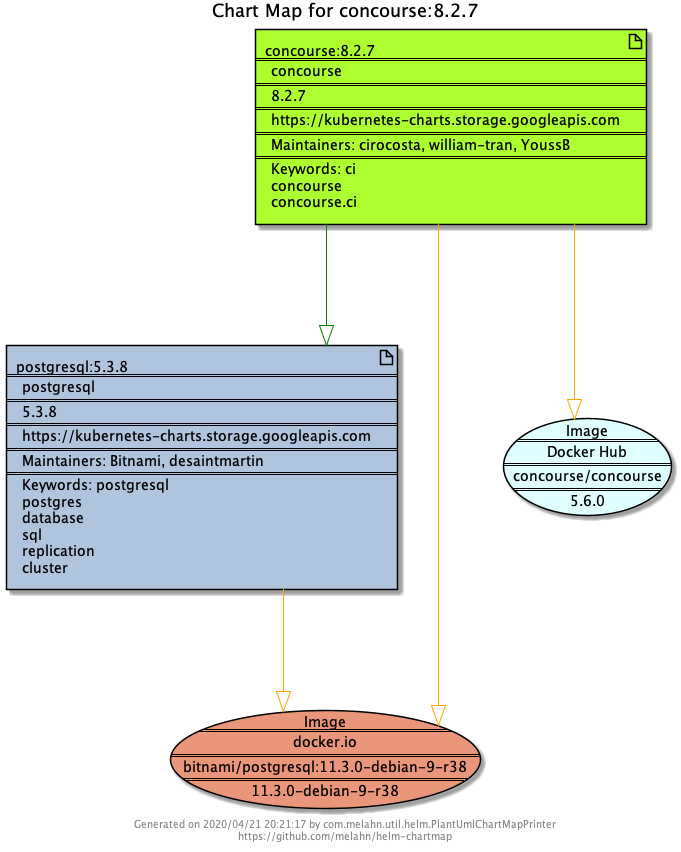 Chart Map for concourse:8.2.7
concourse:8.2.7
concourse
8.2.7
https://kubernetes-charts.storage.googleapis.com
Maintainers: cirocosta, william-tran, YoussB
Keywords: ci
concourse
concourse.ci
postgresql:5.3.8
postgresql
5.3.8
https://kubernetes-charts.storage.googleapis.com
Maintainers: Bitnami, desaintmartin
Keywords: postgresql
postgres
database
sql
replication
cluster
Image
Docker Hub
concourse/concourse
5.6.0
Image
docker.io
bitnami/postgresql:11.3.0-debian-9-r38
11.3.0-debian-9-r38
Generated on 2020/04/21 20:21:17 by com.melahn.util.helm.PlantUmlChartMapPrinter
https://github.com/melahn/helm-chartmap